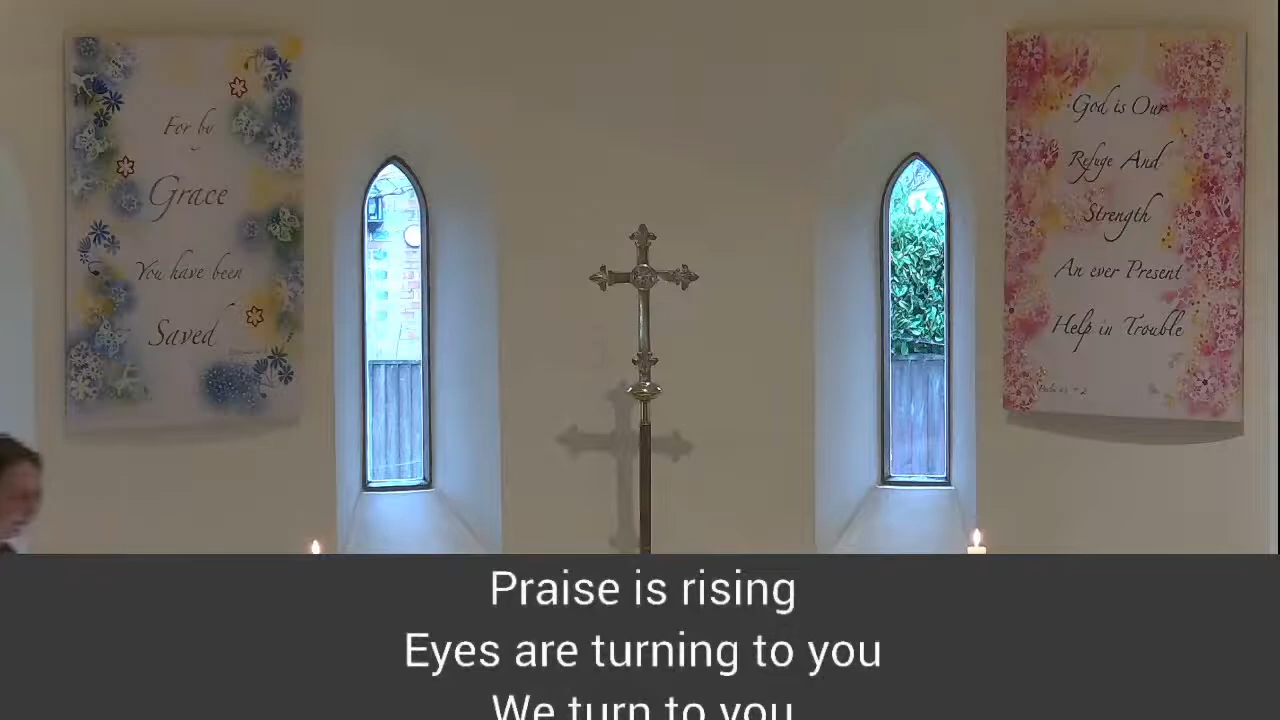 For by
Grace
You have been
Saved
God is Our
Refuge And
Strength
An ever Present
Help in Trouble
Praise is rising
Eyes are turning to you
We turn to you